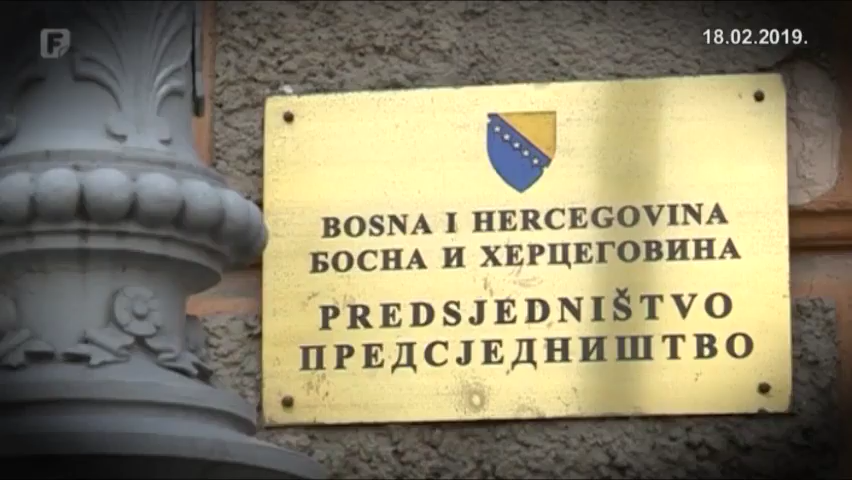 F
18.02.2019.
BOSNA I HERCEGOVINA
БОСНА И ХЕРЦЕГОВИНА
PREDSJEDNIŠTVO
ПРЕДСЈЕДНИШТВО